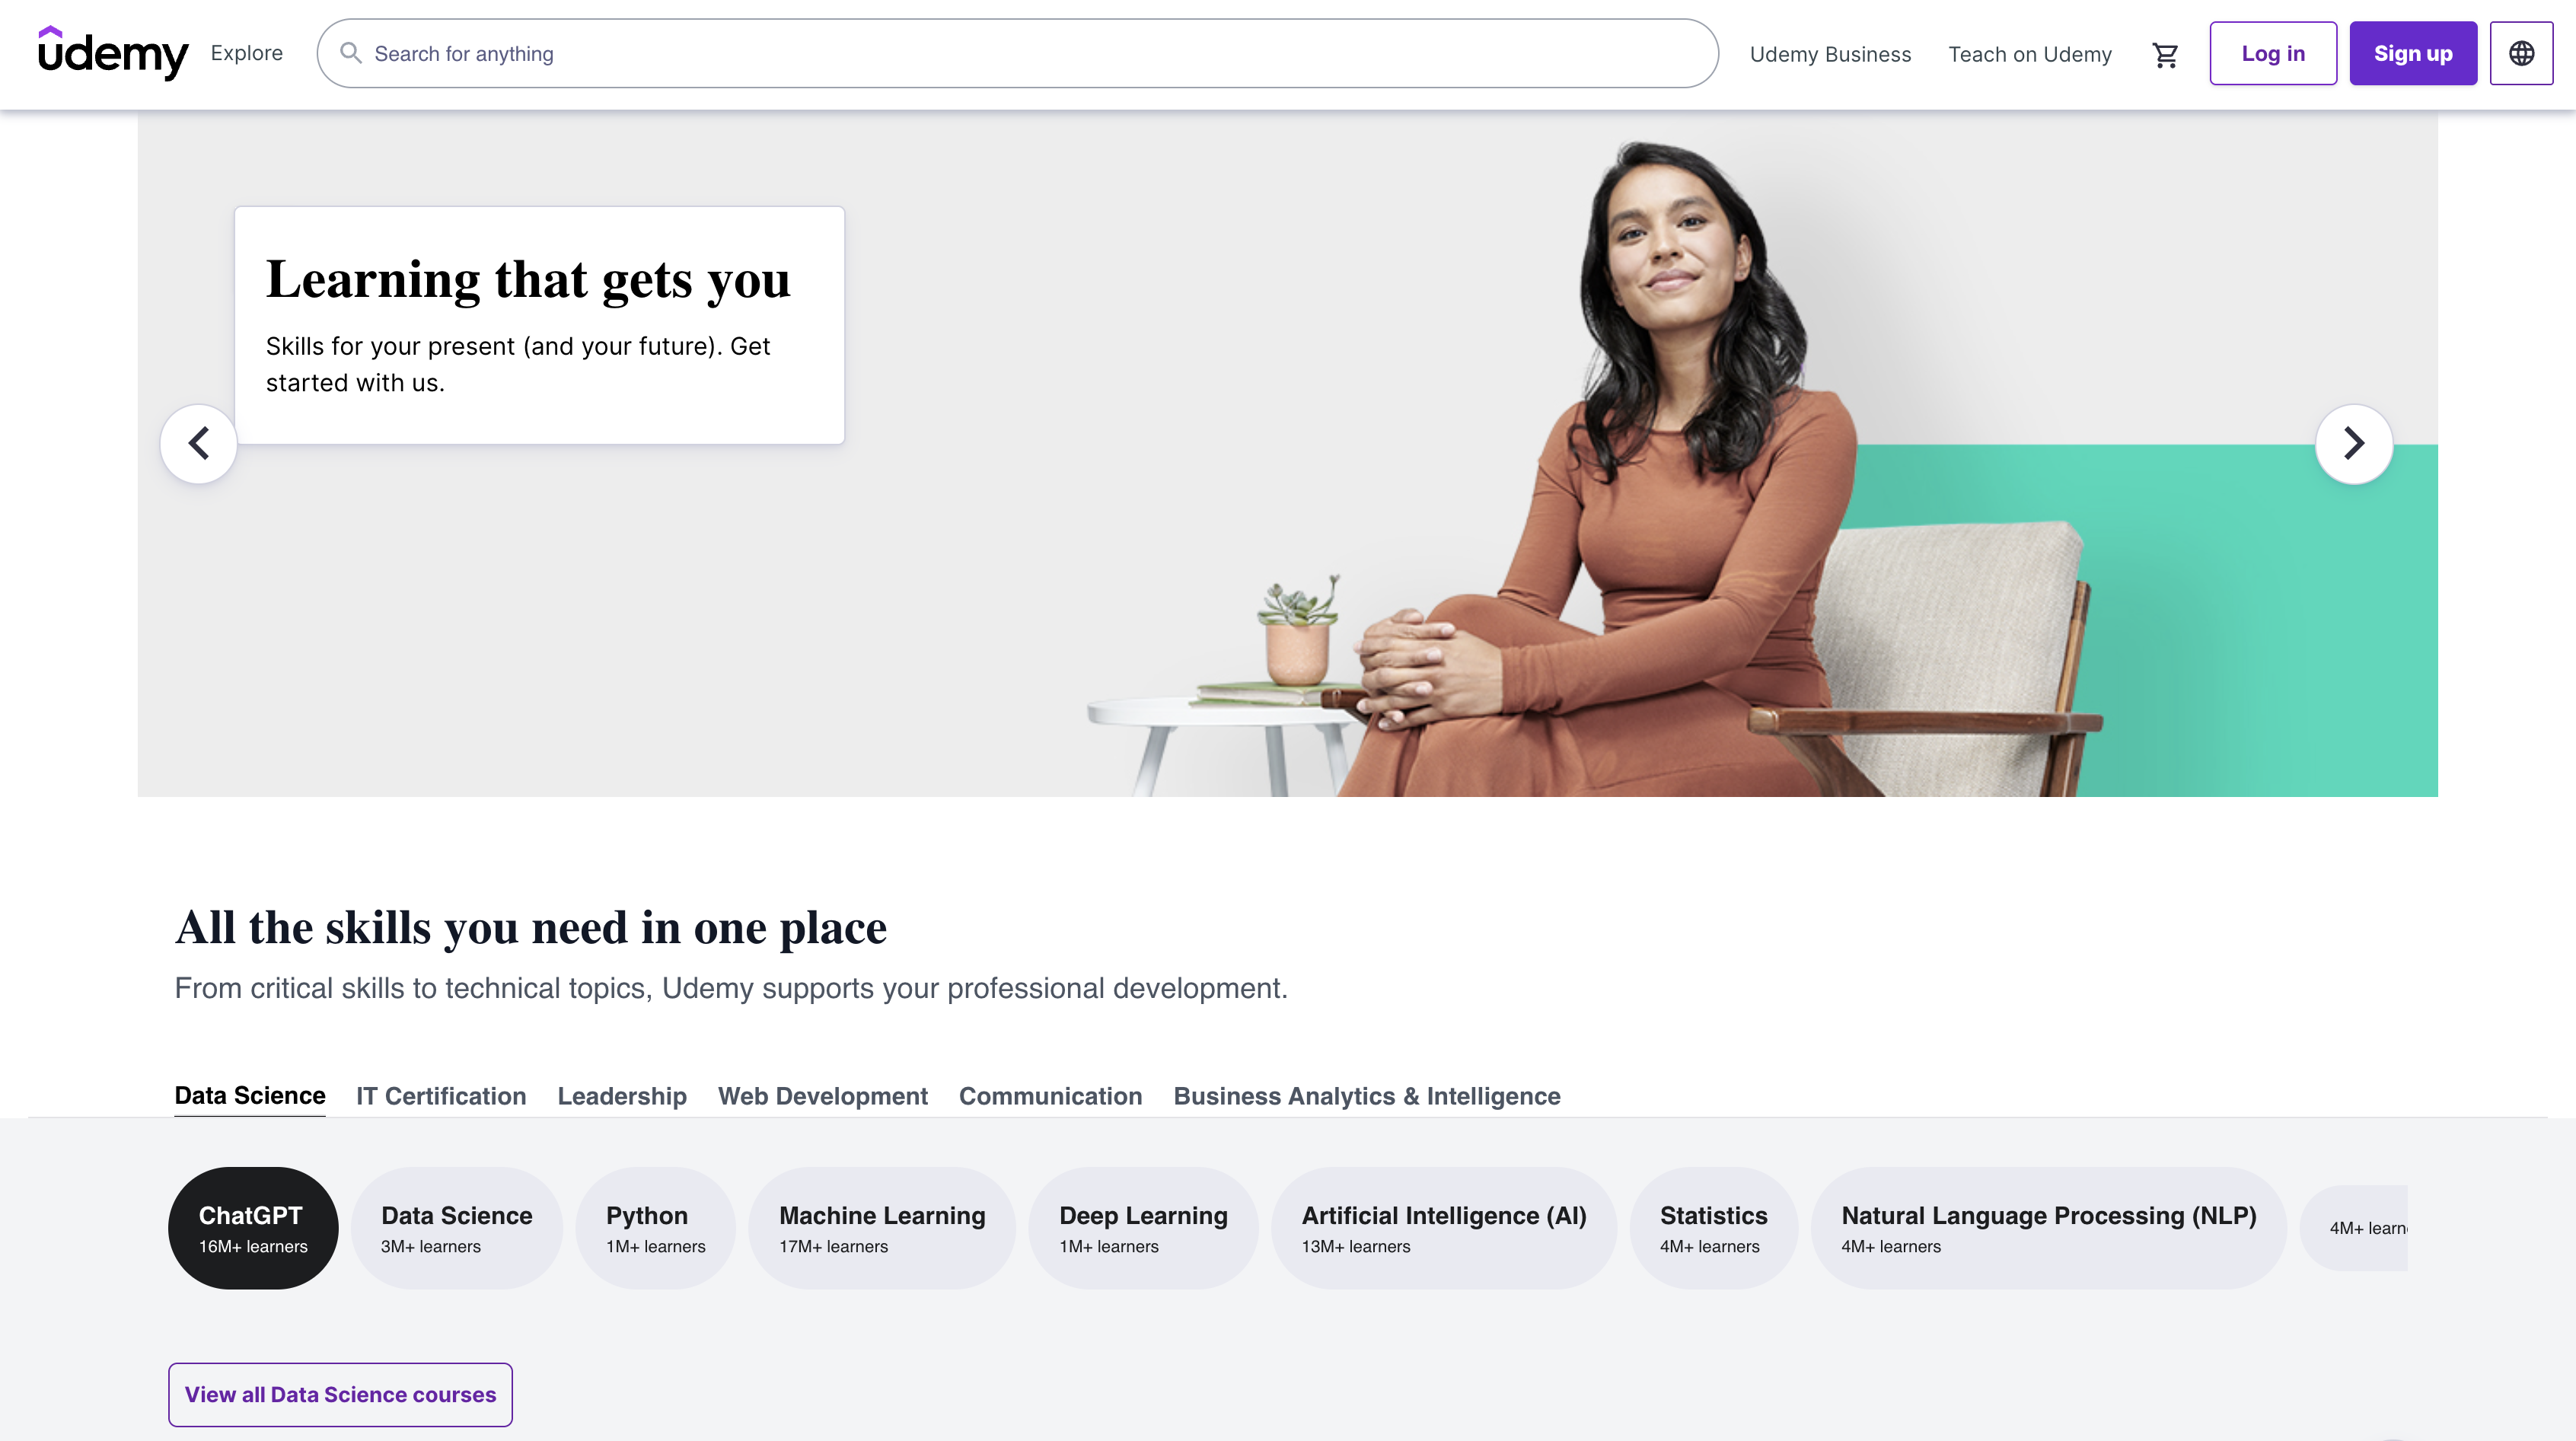 udemy
Explore
Search for anything
Udemy Business
Teach on Udemy
Log in
Sign up
Learning that gets you
Skills for your present (and your future). Get
started with us.
All the skills you need in one place
From critical skills to technical topics, Udemy supports your professional development.
Data Science
IT Certification
Leadership
Web Development
Communication
Business Analytics & Intelligence
ChatGPT
16M+ learners
Data Science
3M+ learners
Python
1M+ learners
Machine Learning
17M+ learners
Deep Learning
1M+ learners
Artificial Intelligence (AI)
13M+ learners
Statistics
4M+ learners
Natural Language Processing (NLP)
4M+ learners
4M+
View all Data Science courses